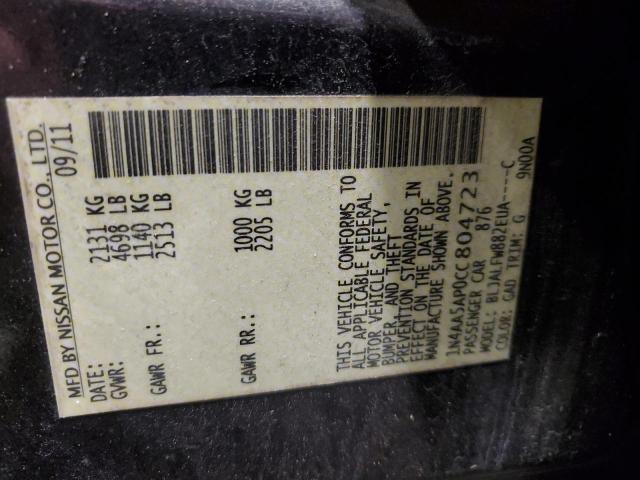 MFD BY NISSAN MOTOR CO., LTD.
DATE: 09/11
GVWR: 2131 KG
4698 LB
GAWR FR.: 1140 KG
2513 LB
GAWR RR.: 1000 KG
2205 LB
THIS VEHICLE CONFORMS TO
ALL APPLICABLE FEDERAL
MOTOR VEHICLE SAFETY,
BUMPER, AND THEFT
PREVENTION STANDARDS IN
EFFECT ON THE DATE OF
MANUFACTURE SHOWN ABOVE.
1N4AA5AP0CC804723
PASSENGER CAR 876
MODEL: BLJALFWB82EUA----C
COLOR: GAD TRIM: G 9N00A